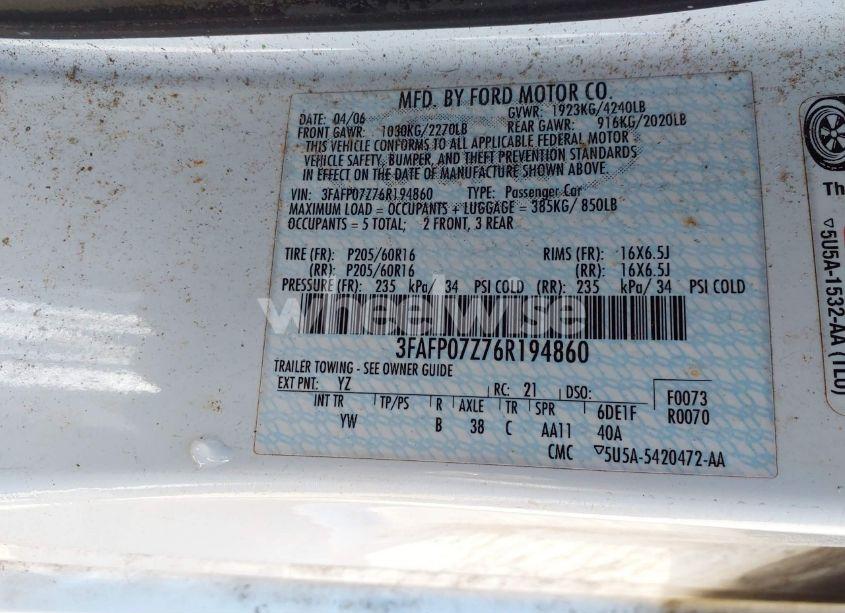 MFD. BY FORD MOTOR CO.
DATE: 04/06 GVWR: 1923KG/4240LB
FRONT GAWR: 1030KG/2270LB REAR GAWR: 916KG/2020LB
THIS VEHICLE CONFORMS TO ALL APPLICABLE FEDERAL MOTOR
VEHICLE SAFETY, BUMPER, AND THEFT PREVENTION STANDARDS
IN EFFECT ON THE DATE OF MANUFACTURE SHOWN ABOVE.
VIN: 3FAFP07Z76R194860 TYPE: Passenger Car
MAXIMUM LOAD = OCCUPANTS + LUGGAGE = 385KG/ 850LB
OCCUPANTS = 5 TOTAL; 2 FRONT, 3 REAR
TIRE (FR): P205/60R16 RIMS (FR): 16X6.5J
(RR): P205/60R16 (RR): 16X6.5J
PRESSURE (FR): 235 kPa/ 34 PSI COLD (RR): 235 kPa/ 34 PSI COLD
wheelwise
3FAFP07Z76R194860
TRAILER TOWING - SEE OWNER GUIDE
EXT PNT: YZ RC: 21 DSO: F0073
INT TR TP/PS R AXLE TR SPR 6DE1F R0070
YW B 38 C AA11 40A
CMC ▽5U5A-5420472-AA
Th
▽5U5A-1532-AA (TLU)